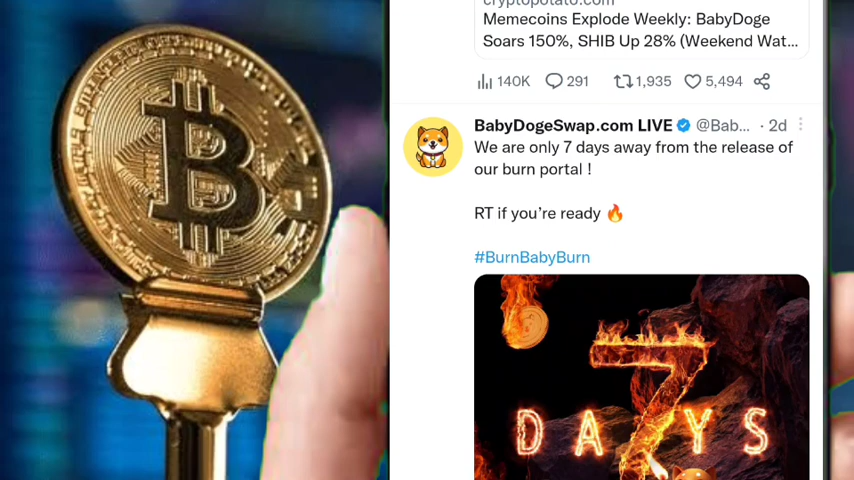 cryptopotato.com
Memecoins Explode Weekly: BabyDoge
Soars 150%, SHIB Up 28% (Weekend Wat...
140K 291 1,935 5,494
BabyDogeSwap.com LIVE @Bab... · 2d
We are only 7 days away from the release of
our burn portal !
RT if you're ready 🔥
#BurnBabyBurn
7
DAYS